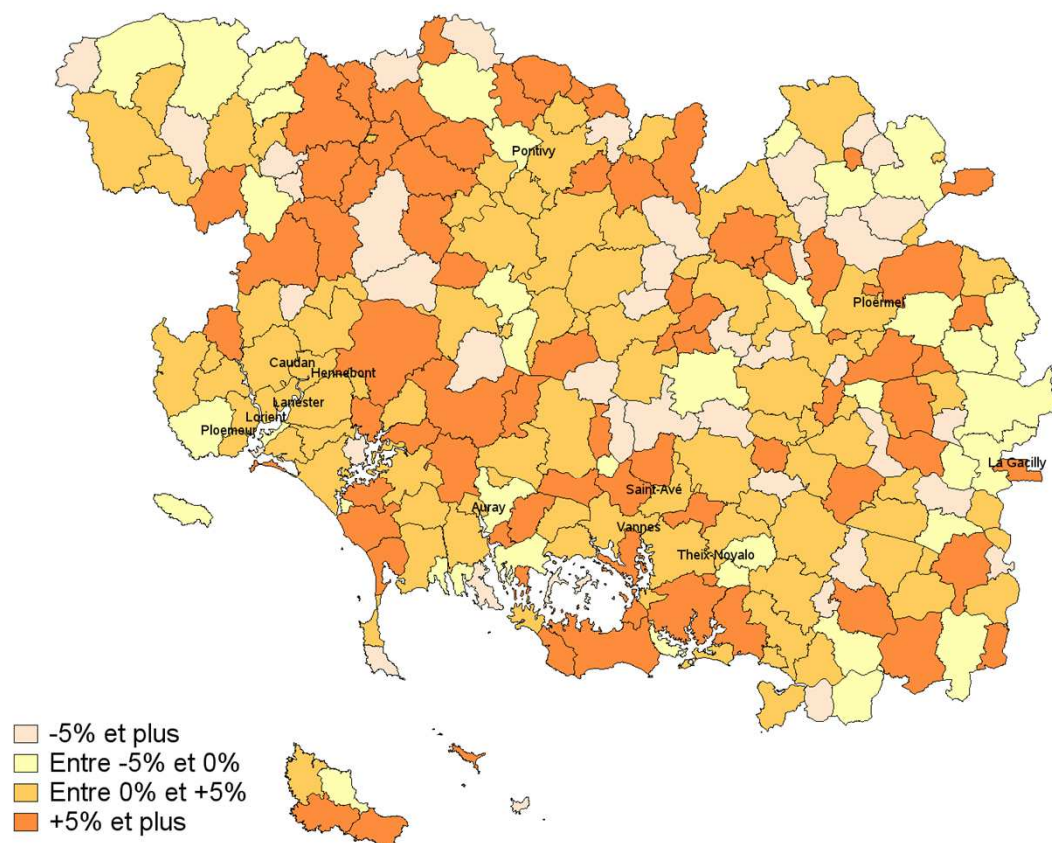 Pontivy
Ploermel
Caudan
Hennebont
Lanester
Lorient
Ploemeur
La Gacilly
Saint-Avé
Auray
Vannes
Theix-Noyalo
-5% et plus
Entre -5% et 0%
Entre 0% et +5%
+5% et plus